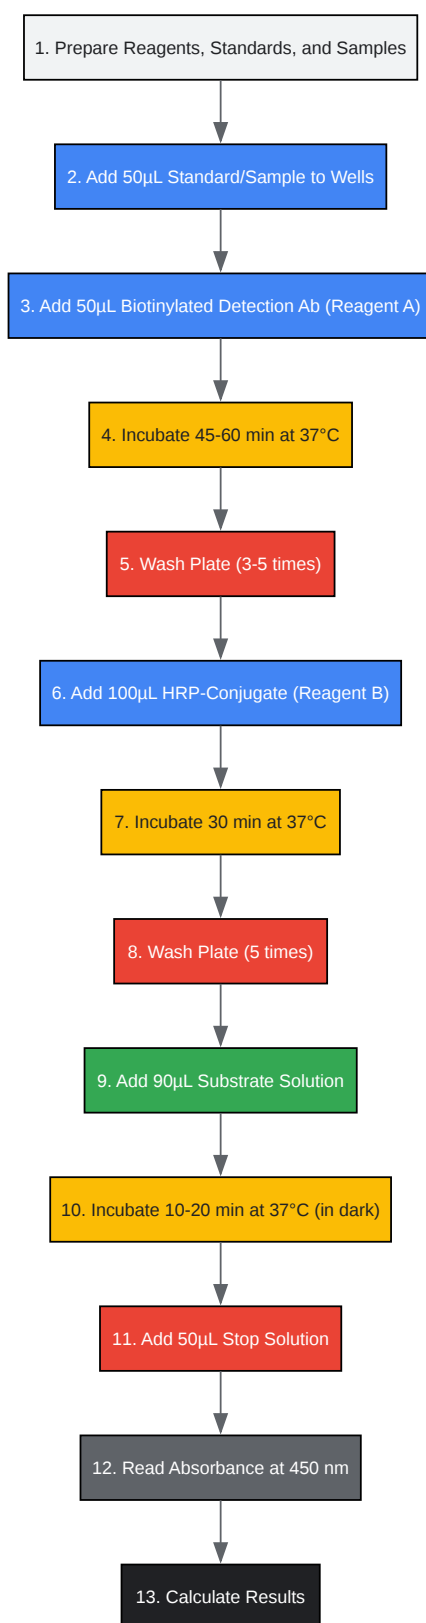 1. Prepare Reagents, Standards, and Samples
2. Add 50µL Standard/Sample to Wells
3. Add 50µL Biotinylated Detection Ab (Reagent A)
4. Incubate 45-60 min at 37°C
5. Wash Plate (3-5 times)
6. Add 100µL HRP-Conjugate (Reagent B)
7. Incubate 30 min at 37°C
8. Wash Plate (5 times)
9. Add 90µL Substrate Solution
10. Incubate 10-20 min at 37°C (in dark)
11. Add 50µL Stop Solution
12. Read Absorbance at 450 nm
13. Calculate Results